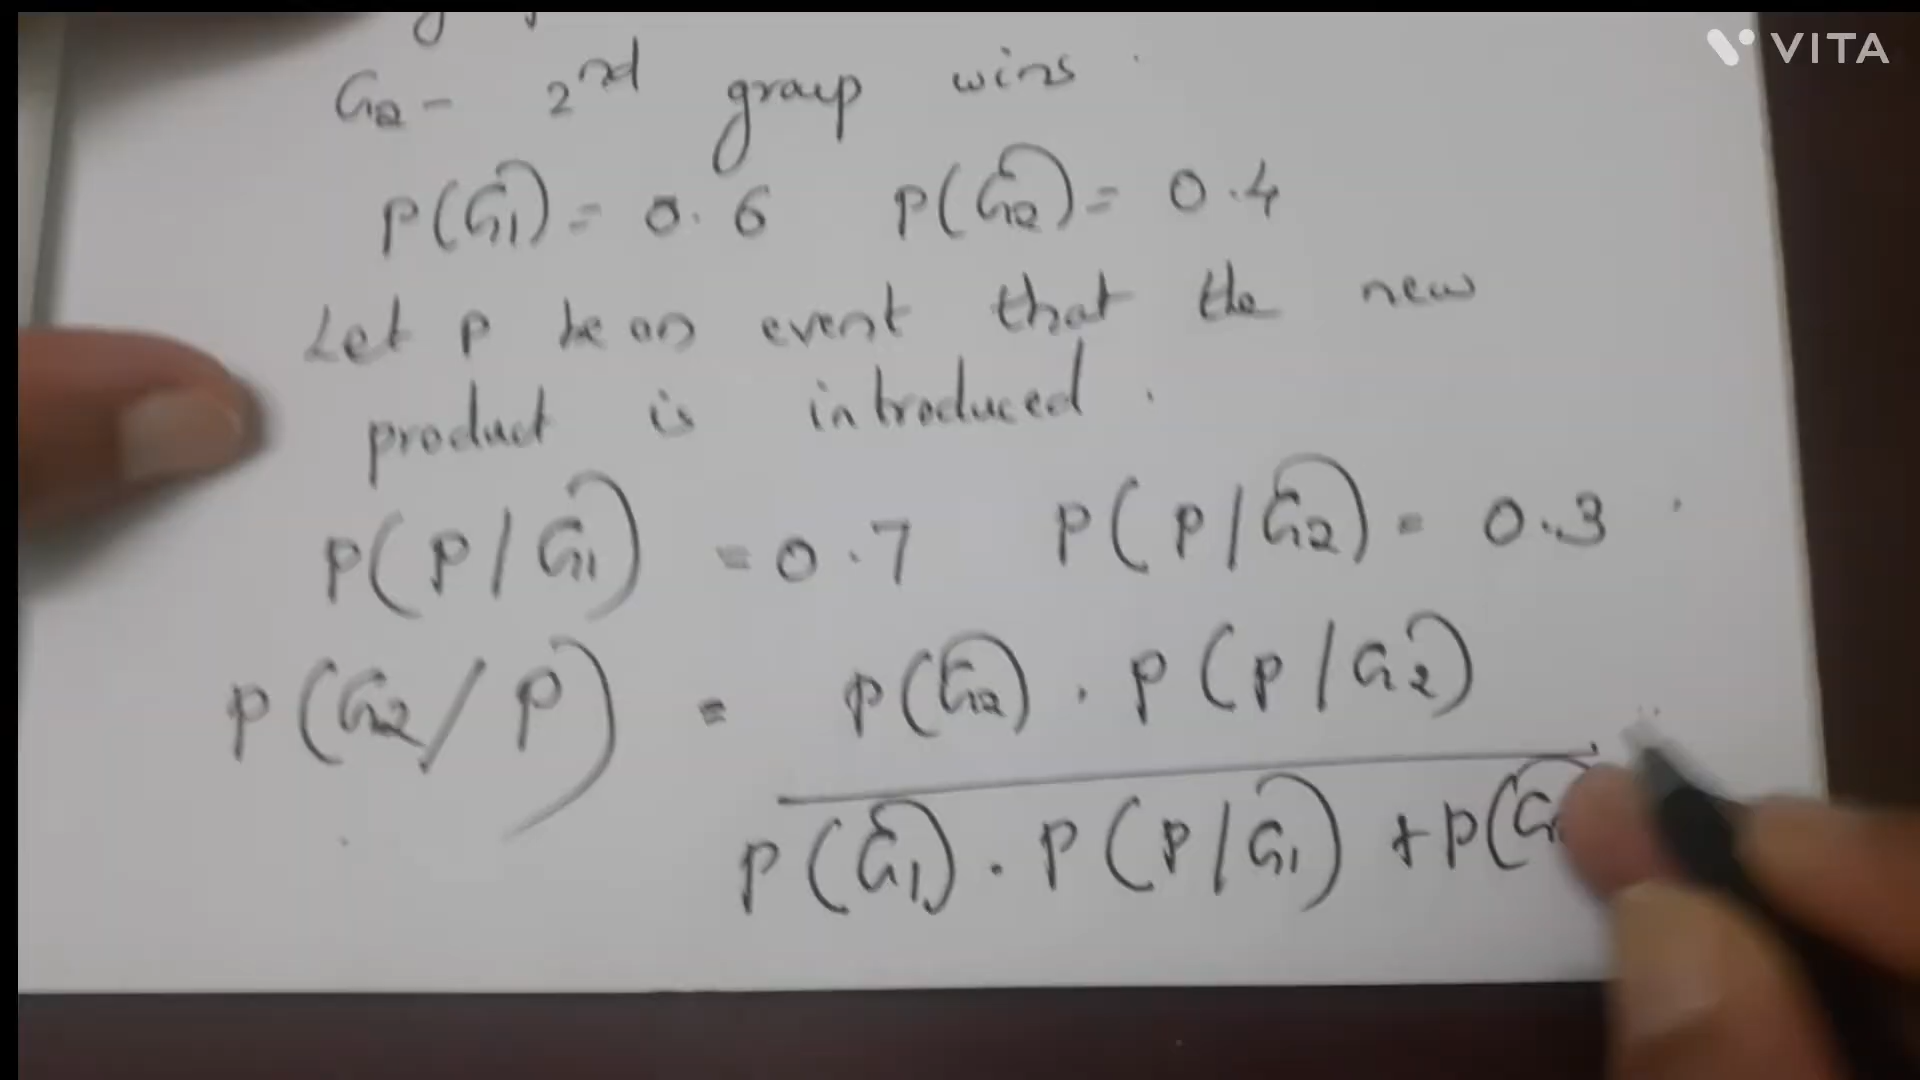 VITA
G2 - 2nd group wins.
P(G1) = 0.6 P(G2) = 0.4
Let P be an event that the new
product is introduced.
P(P/G1) = 0.7 P(P/G2) = 0.3.
P(G2/P) = P(G2) . P(P/G2)
P(G1) . P(P/G1) + P(G